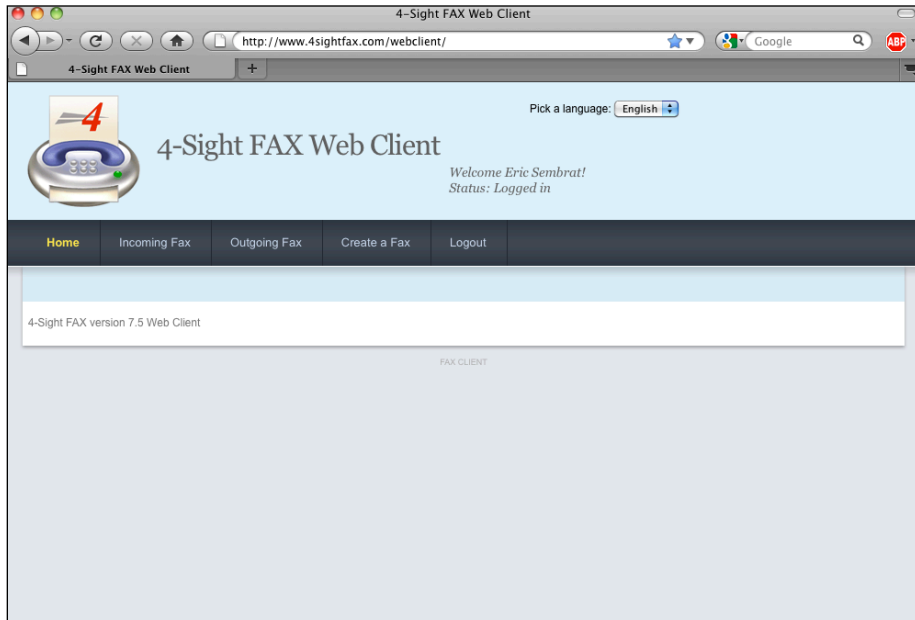 4-Sight FAX Web Client
http://www.4sightfax.com/webclient/
Google
ABP
4-Sight FAX Web Client
+
4
Pick a language: English
4-Sight FAX Web Client
Welcome Eric Sembrat!
Status: Logged in
Home
Incoming Fax
Outgoing Fax
Create a Fax
Logout
4-Sight FAX version 7.5 Web Client
FAX CLIENT